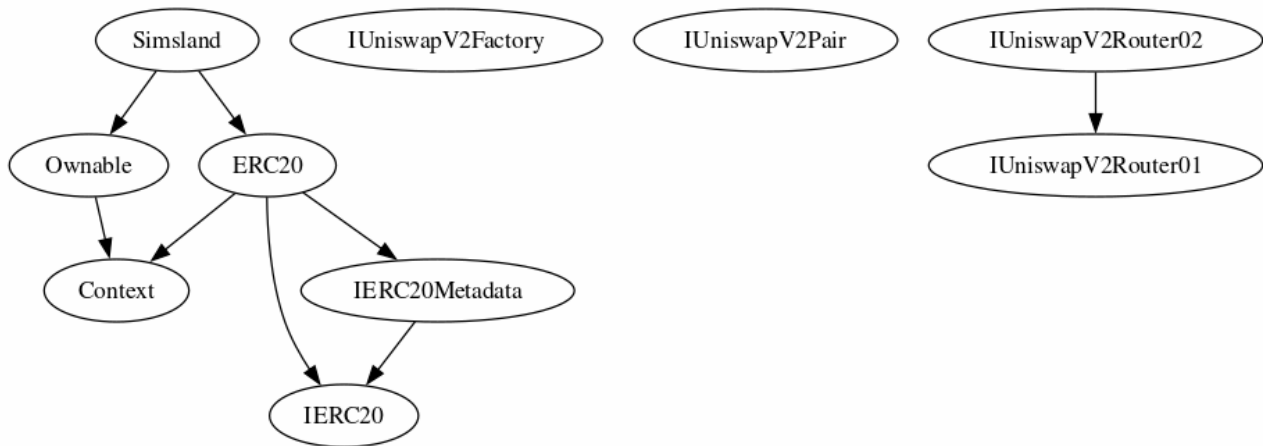 Simsland
IUniswapV2Factory
IUniswapV2Pair
IUniswapV2Router02
Ownable
ERC20
IUniswapV2Router01
Context
IERC20Metadata
IERC20